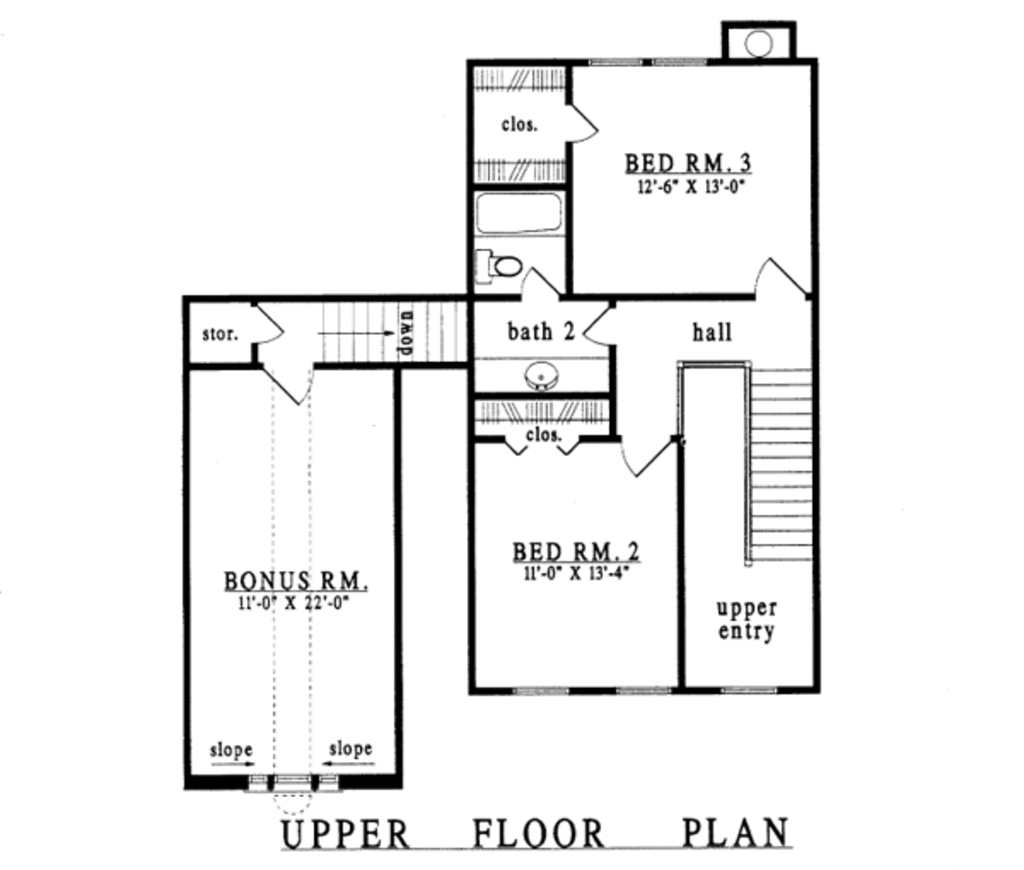 clos.
BED RM. 3
12'-6" X 13'-0"
stor.
down
bath 2
hall
clos.
BED RM. 2
11'-0" X 13'-4"
BONUS RM.
11'-0" X 22'-0"
upper
entry
slope
slope
UPPER FLOOR PLAN